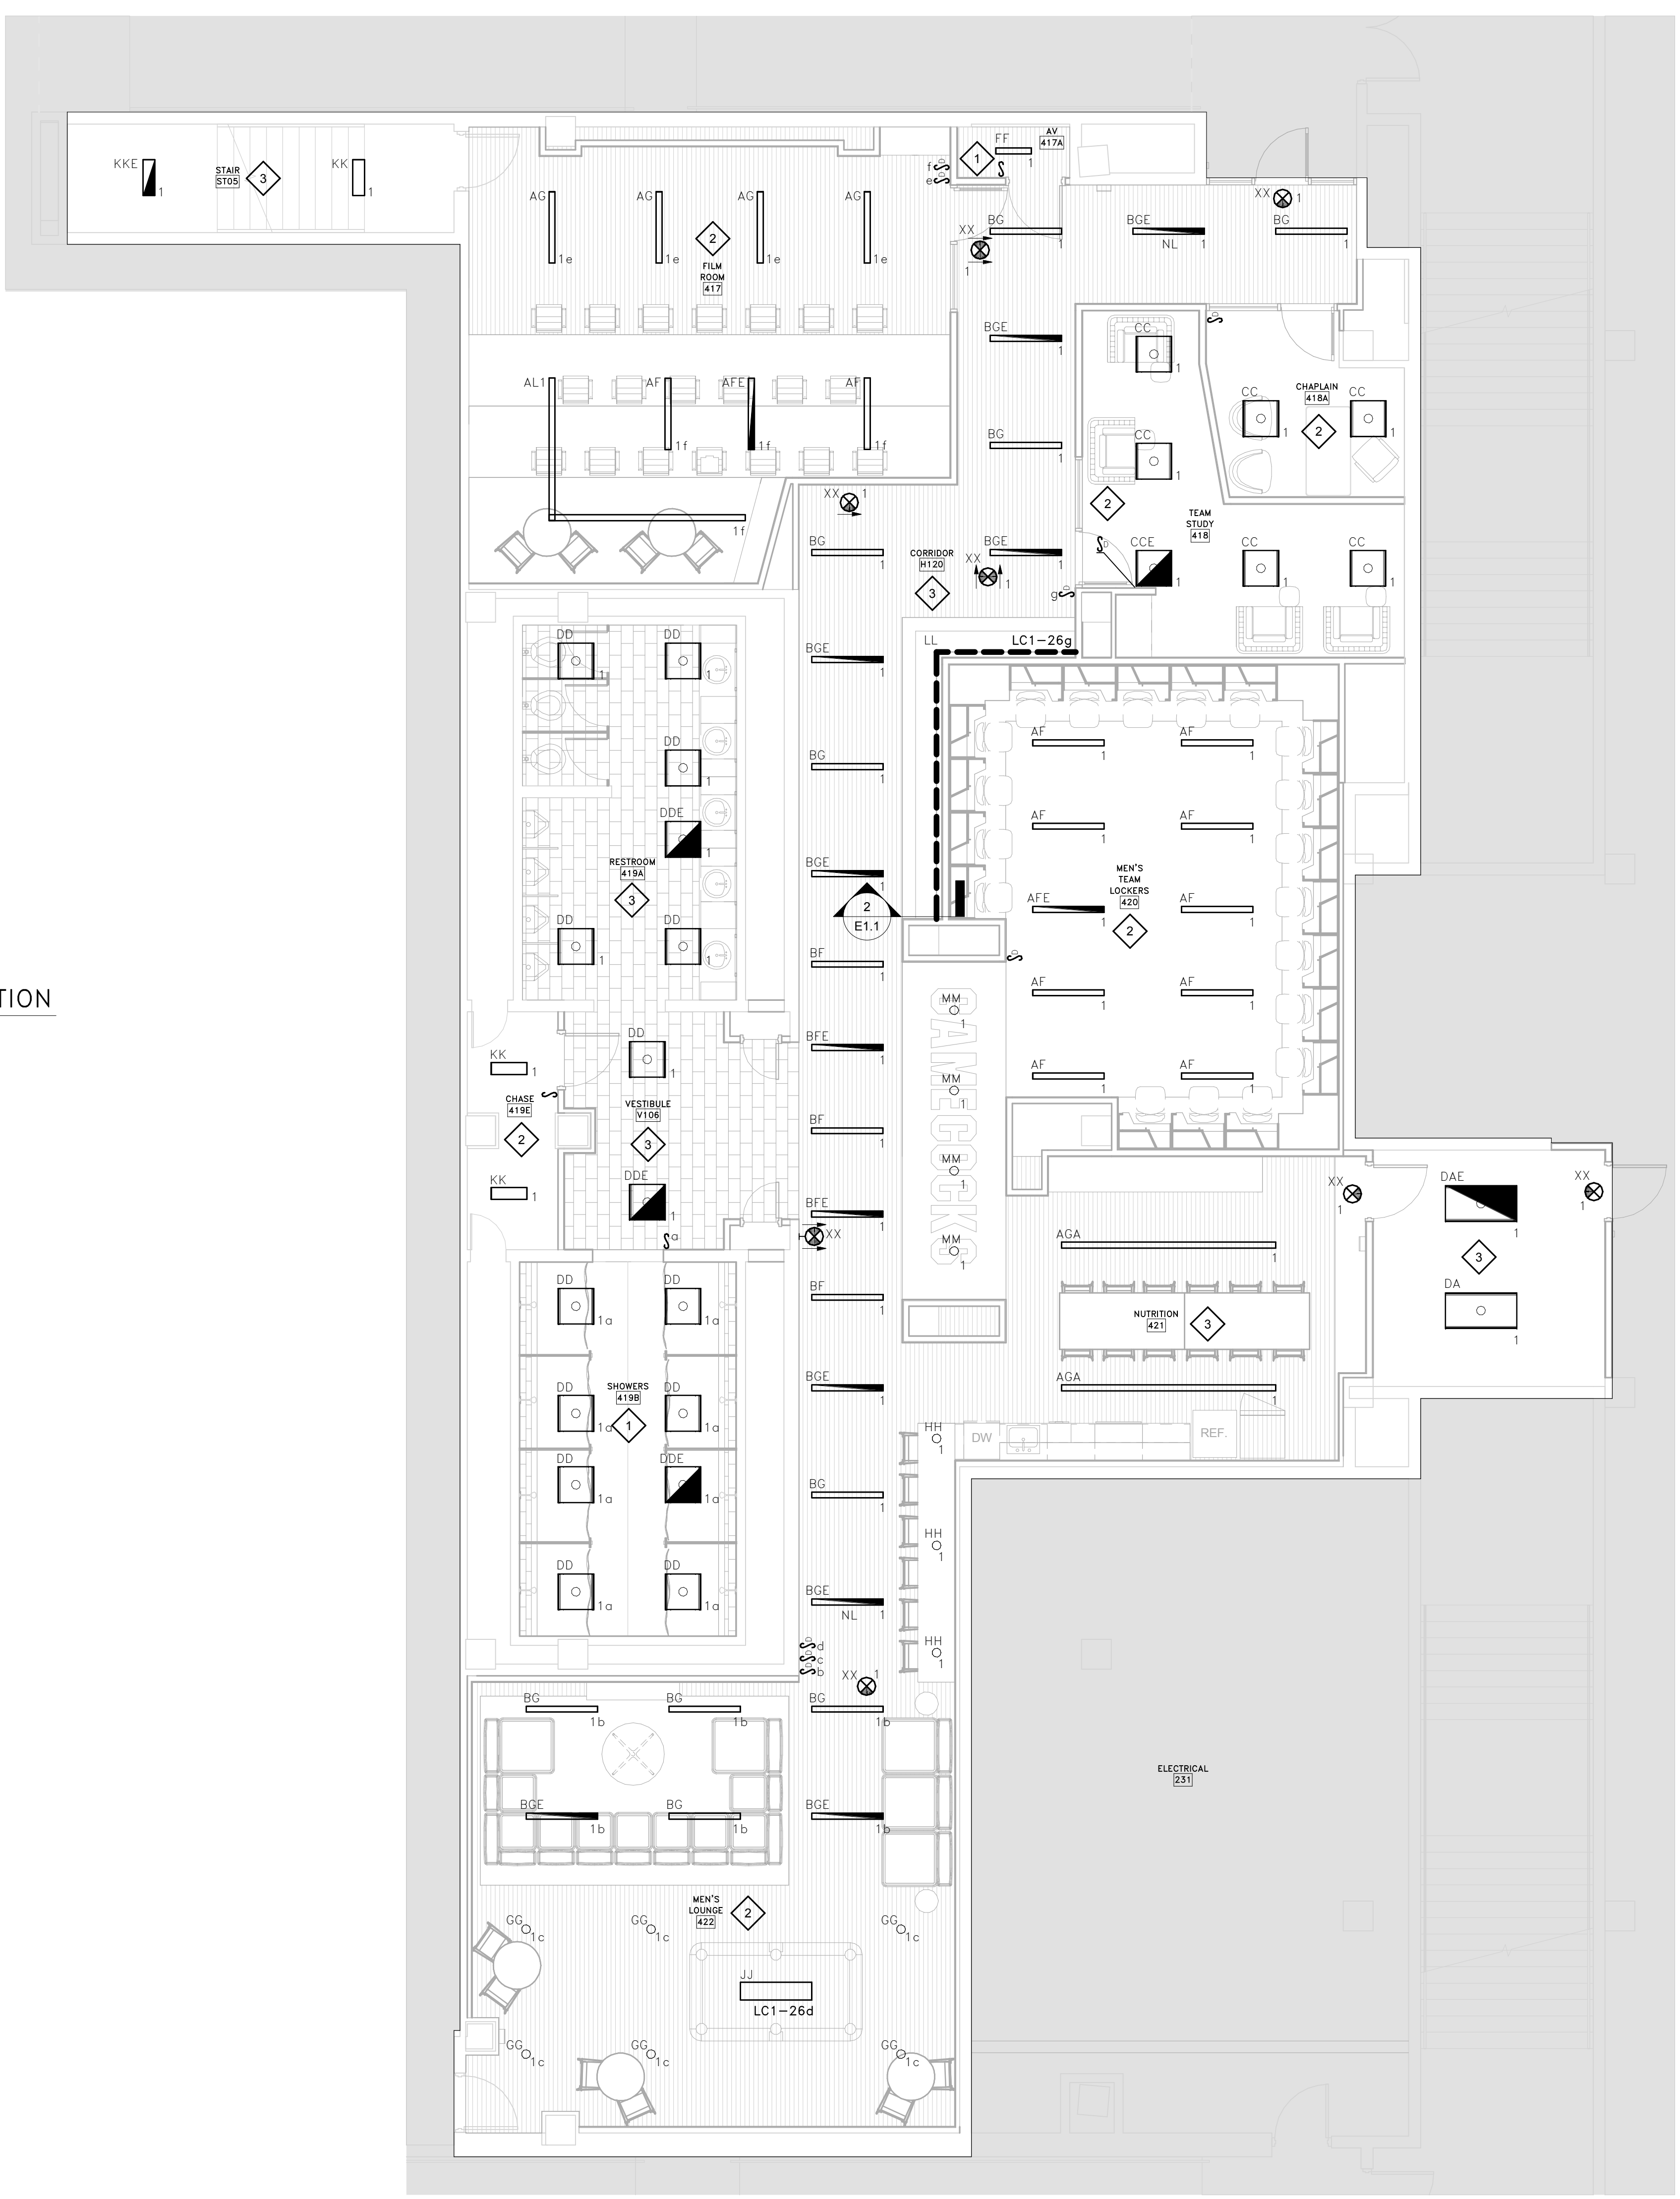 KKE
1
STAIR
ST05
3
KK
1
AG
1e
AG
1e
AG
1e
AG
1e
2
FILM
ROOM
417
f
D
e
D
1
FF
1
AV
417A
XX
1
BG
1
BGE
NL
1
XX
1
BG
1
BGE
1
BG
1
BGE
1
XX
1
D
CC
1
CC
1
2
CC
1
CC
1
CHAPLAIN
418A
2
TEAM
STUDY
418
D
CCE
1
CC
1
CC
1
g
D
AL1
1f
AF
1f
AFE
1f
AF
1f
XX
1
BG
1
CORRIDOR
H120
3
LL
LC1-26g
BGE
1
BG
1
BGE
1
2
E1.1
BF
1
BFE
1
BF
1
BFE
1
XX
BF
1
BGE
1
BG
1
BGE
NL
1
DD
1
DD
1
DD
1
DDE
1
RESTROOM
419A
3
DD
1
DD
1
AF
1
AF
1
AF
1
AF
1
MEN'S
TEAM
LOCKERS
420
2
AFE
1
AF
1
D
AF
1
AF
1
AF
1
AF
1
GAMECOCKS
MM
1
MM
1
MM
1
MM
1
KK
1
CHASE
419E
2
KK
1
DD
1
VESTIBULE
V106
3
DDE
1
a
AGA
1
NUTRITION
421
3
AGA
1
XX
1
DAE
1
XX
1
3
DA
1
DW
REF.
HH
1
HH
1
HH
1
DD
1a
DD
1a
SHOWERS
419B
1
DD
1a
DD
1a
DD
1a
DDE
1a
DD
1a
DD
1a
D
d
D
c
D
b
XX
1
BG
1b
BG
1b
BG
1b
BGE
1b
BG
1b
BGE
1b
MEN'S
LOUNGE
422
2
GG
1c
GG
1c
GG
1c
JJ
LC1-26d
GG
1c
GG
1c
GG
1c
ELECTRICAL
231
TION